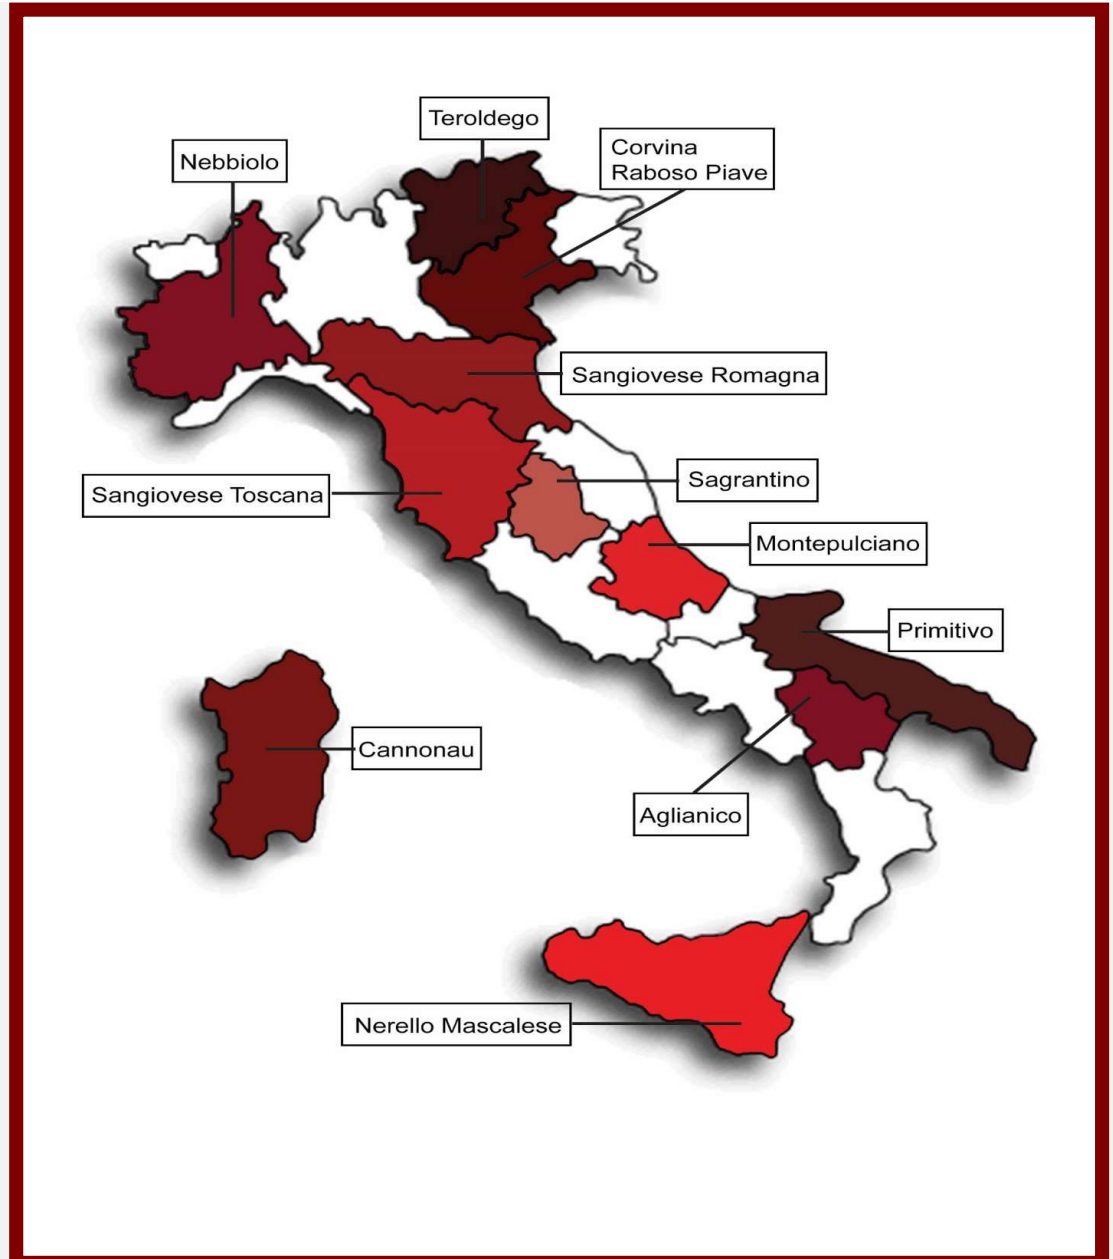 Teroldego
Corvina
Raboso Piave
Nebbiolo
Sangiovese Romagna
Sagrantino
Sangiovese Toscana
Montepulciano
Primitivo
Cannonau
Aglianico
Nerello Mascalese